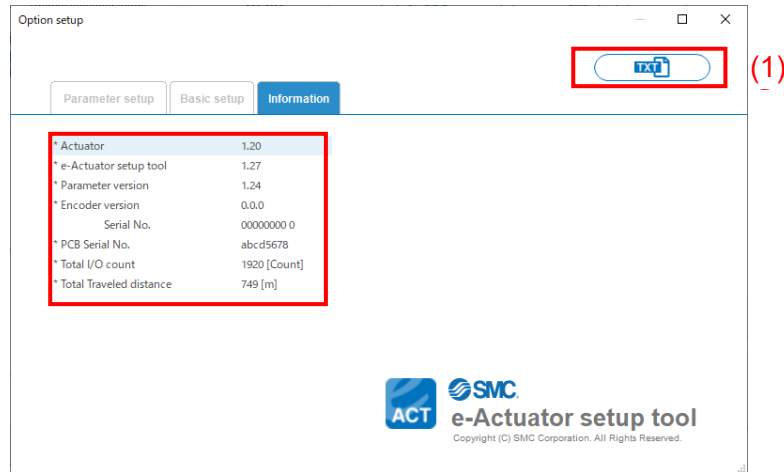 Option setup
TXT
(1)
Parameter setup Basic setup Information
* Actuator 1.20
* e-Actuator setup tool 1.27
* Parameter version 1.24
* Encoder version 0.0.0
Serial No. 00000000 0
* PCB Serial No. abcd5678
* Total I/O count 1920 [Count]
* Total Traveled distance 749 [m]
SMC.
ACT e-Actuator setup tool
Copyright (C) SMC Corporation. All Rights Reserved.